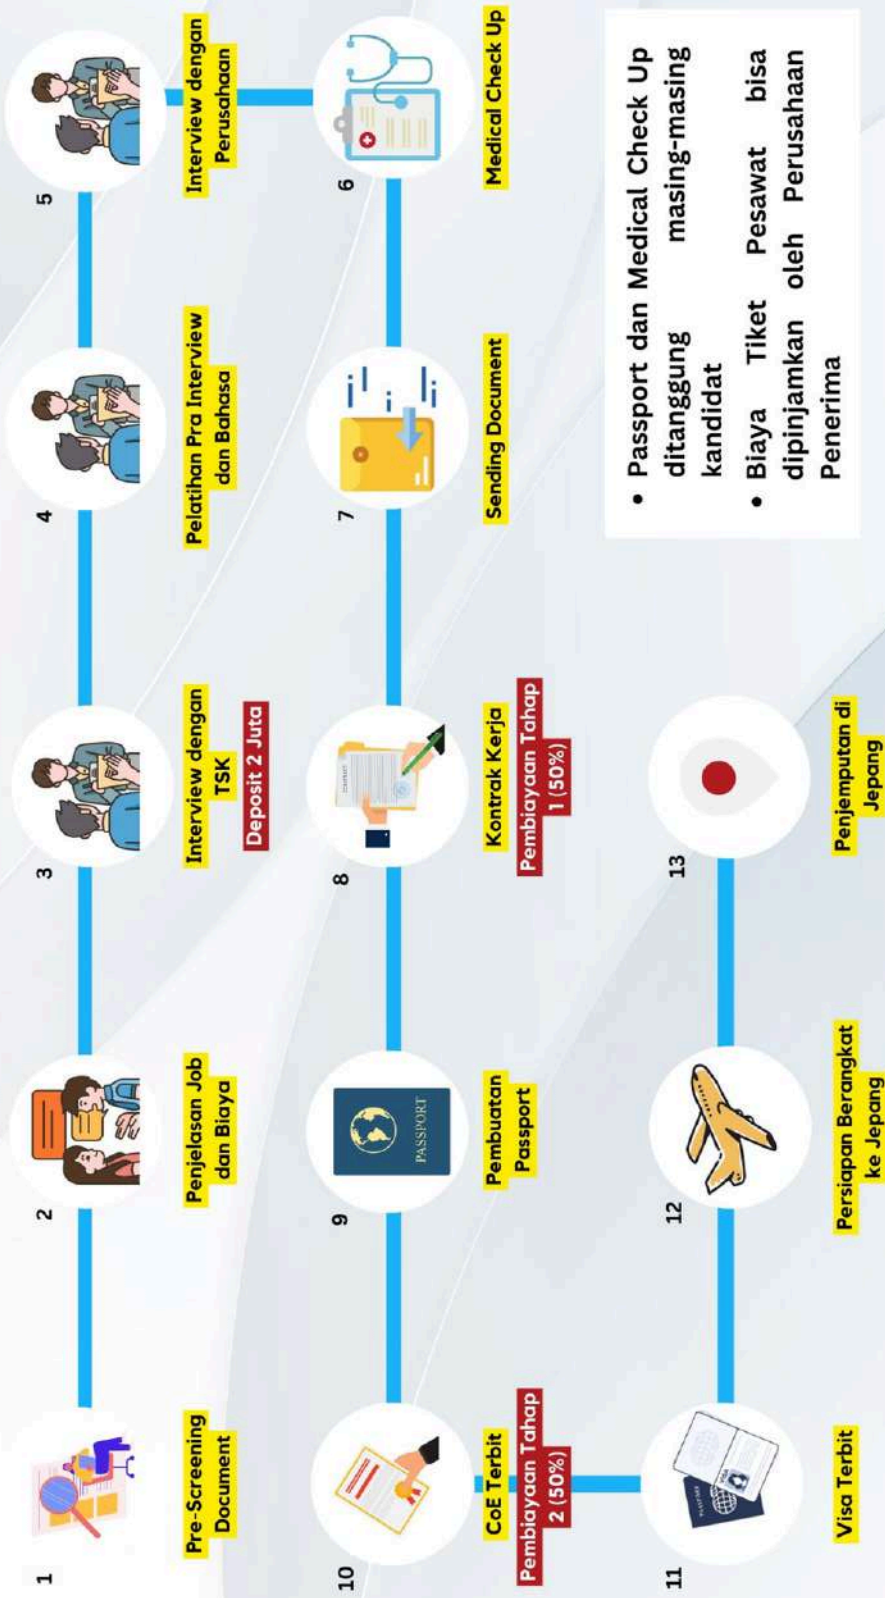 1
Pre-Screening
Document
2
Penjelasan Job
dan Biaya
3
Interview dengan
TSK
Deposit 2 Juta
4
Pelatihan Pra Interview
dan Bahasa
5
Interview dengan
Perusahaan
6
Medical Check Up
7
Sending Document
8
CONTRACT
Kontrak Kerja
Pembiayaan Tahap
1 (50%)
9
PASSPORT
Pembuatan
Passport
10
CoE Terbit
Pembiayaan Tahap
2 (50%)
11
PASSPORT
VISA
Visa Terbit
12
Persiapan Berangkat
ke Jepang
13
Penjemputan di
Jepang
• Passport dan Medical Check Up
ditanggung masing-masing
kandidat
• Biaya Tiket Pesawat bisa
dipinjamkan oleh Perusahaan
Penerima